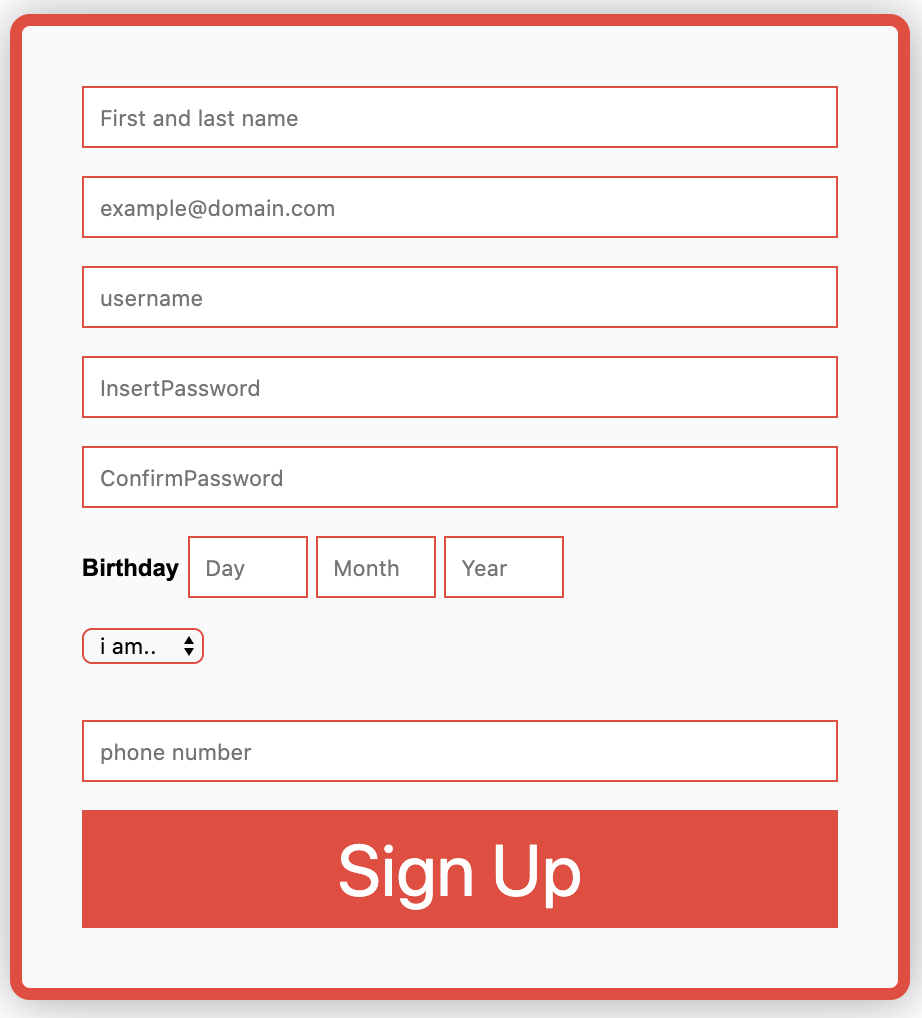 First and last name
example@domain.com
username
InsertPassword
ConfirmPassword
Birthday Day Month Year
i am..
phone number
Sign Up